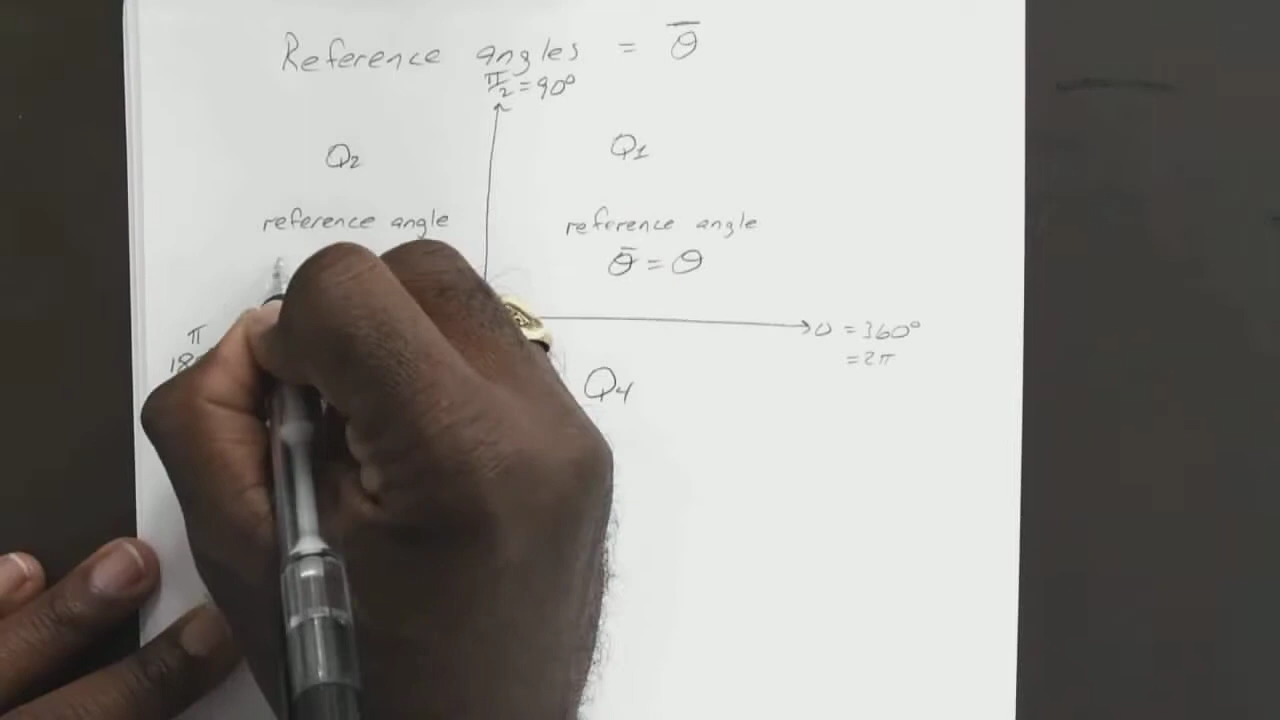 Reference angles = θ̅
π/2 = 90°
Q2
Q1
reference angle
reference angle
θ̅ = θ
π
0 = 360°
= 2π
Q4